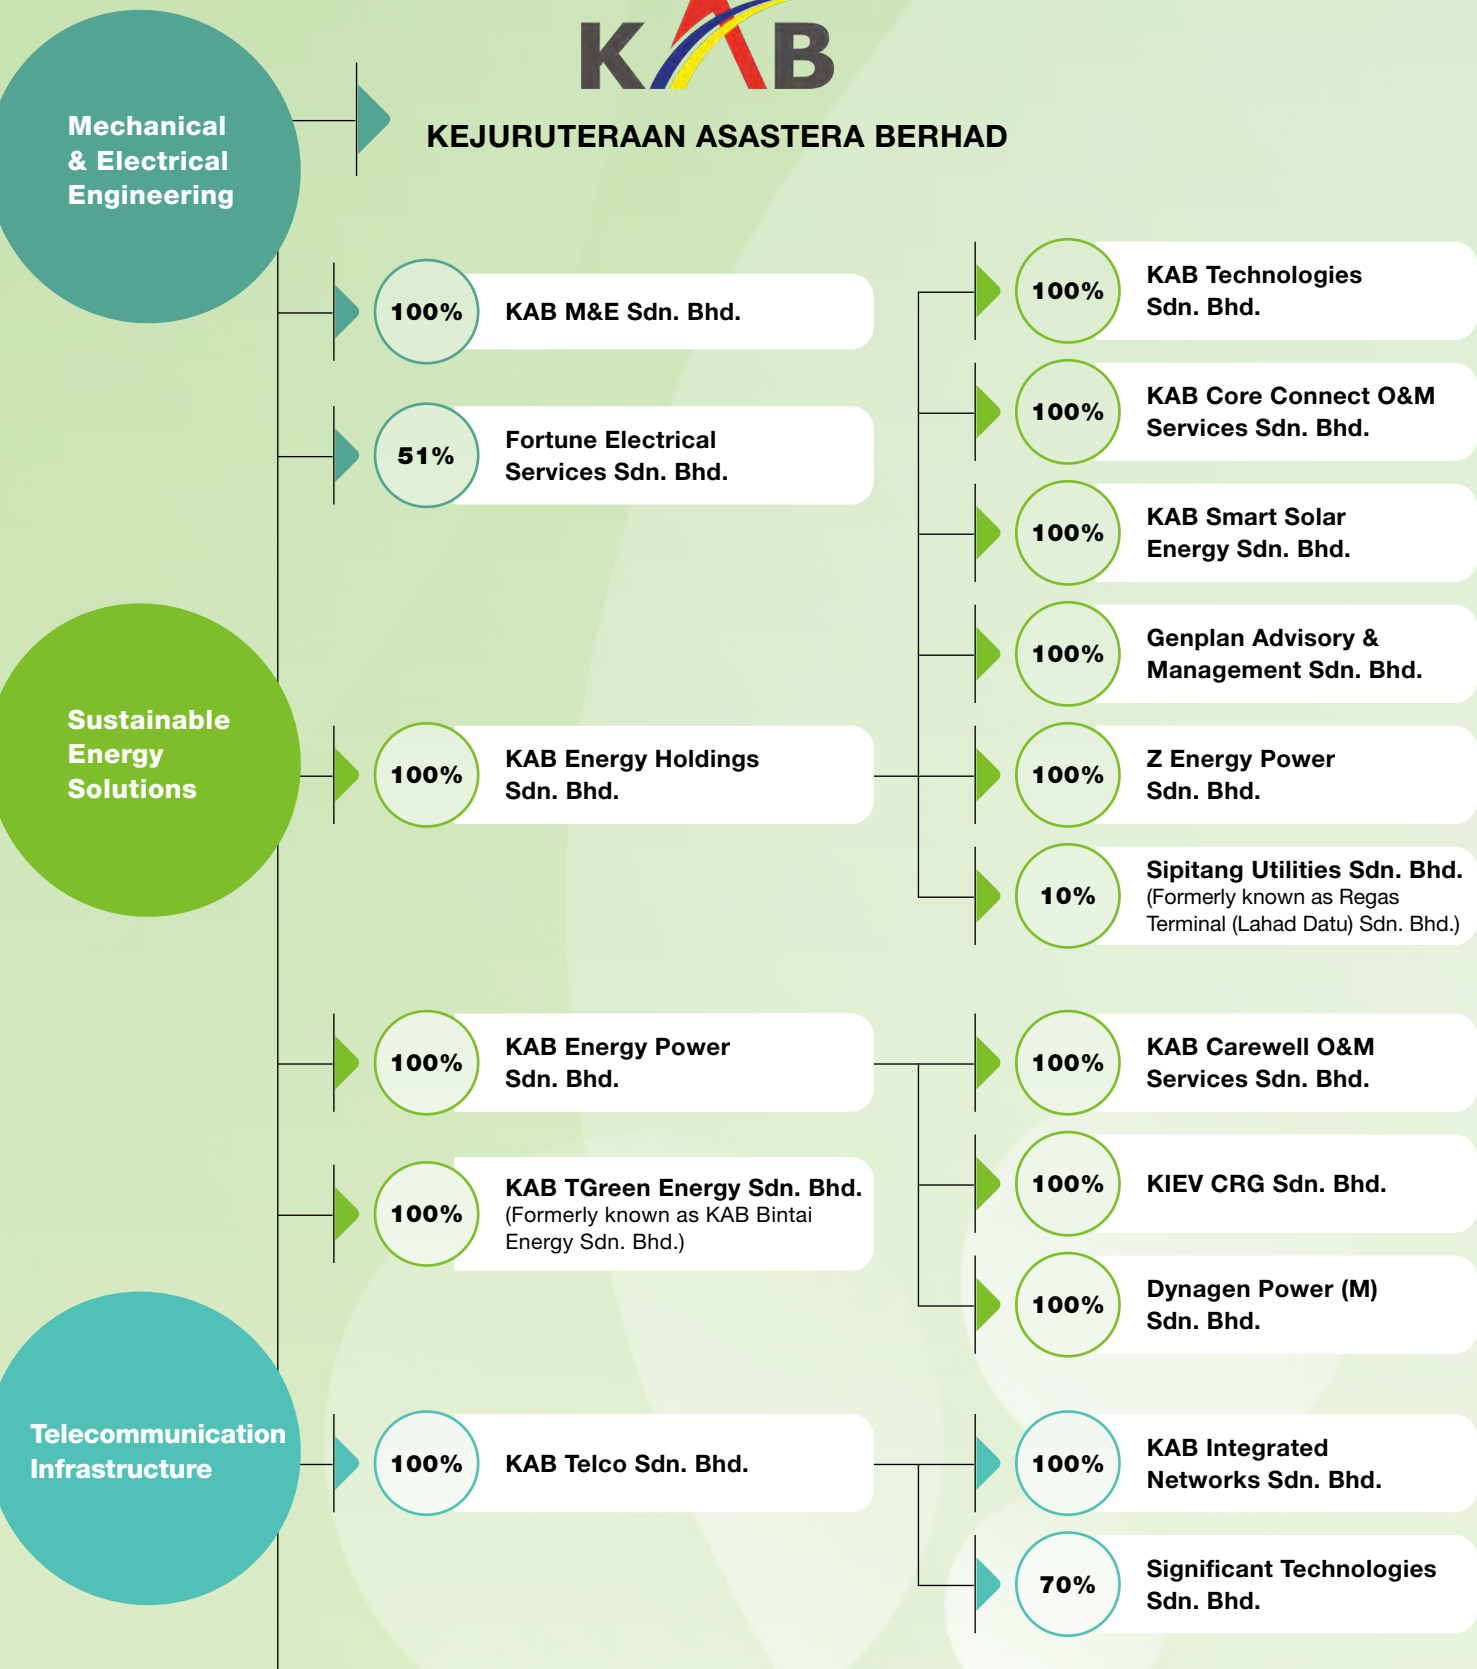 KAB
KEJURUTERAAN ASASTERA BERHAD
Mechanical
& Electrical
Engineering
100%
KAB M&E Sdn. Bhd.
51%
Fortune Electrical
Services Sdn. Bhd.
Sustainable
Energy
Solutions
100%
KAB Energy Holdings
Sdn. Bhd.
100%
KAB Technologies
Sdn. Bhd.
100%
KAB Core Connect O&M
Services Sdn. Bhd.
100%
KAB Smart Solar
Energy Sdn. Bhd.
100%
Genplan Advisory &
Management Sdn. Bhd.
100%
Z Energy Power
Sdn. Bhd.
10%
Sipitang Utilities Sdn. Bhd.
(Formerly known as Regas
Terminal (Lahad Datu) Sdn. Bhd.)
100%
KAB Energy Power
Sdn. Bhd.
100%
KAB Carewell O&M
Services Sdn. Bhd.
100%
KIEV CRG Sdn. Bhd.
100%
Dynagen Power (M)
Sdn. Bhd.
100%
KAB TGreen Energy Sdn. Bhd.
(Formerly known as KAB Bintai
Energy Sdn. Bhd.)
Telecommunication
Infrastructure
100%
KAB Telco Sdn. Bhd.
100%
KAB Integrated
Networks Sdn. Bhd.
70%
Significant Technologies
Sdn. Bhd.